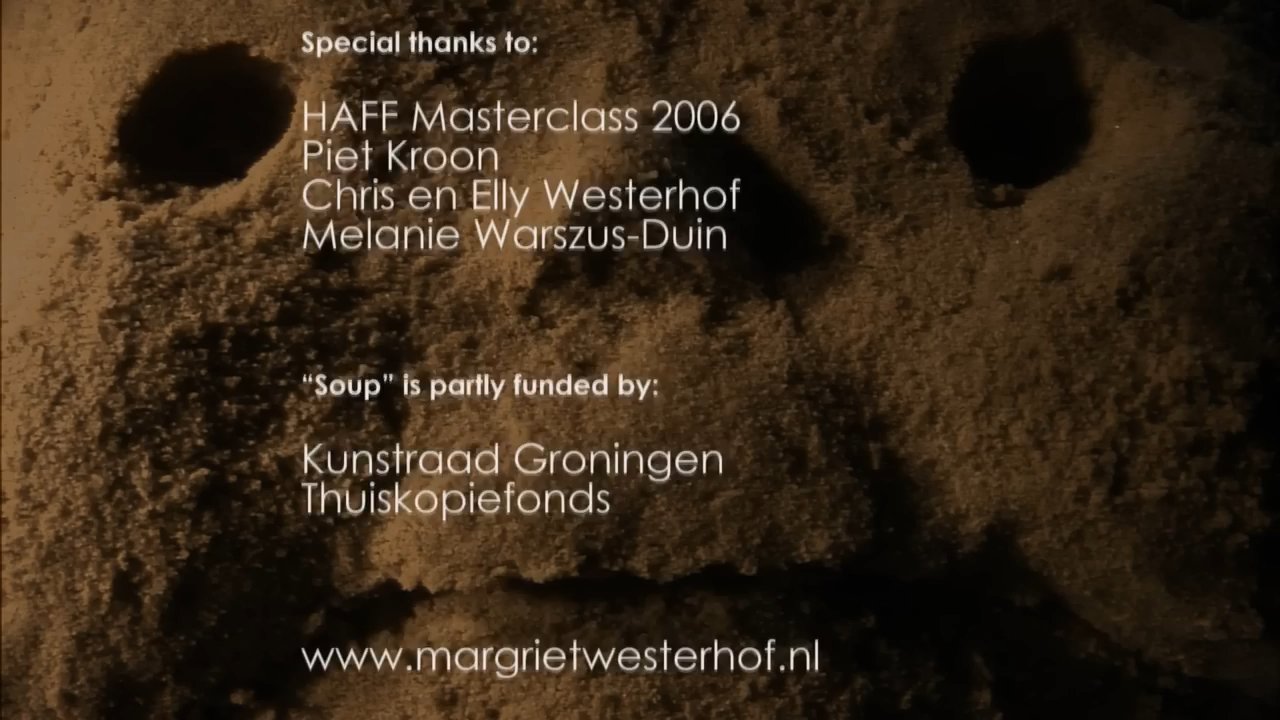 Special thanks to:
HAFF Masterclass 2006
Piet Kroon
Chris en Elly Westerhof
Melanie Warszus-Duin
“Soup” is partly funded by:
Kunstraad Groningen
Thuiskopiefonds
www.margrietwesterhof.nl